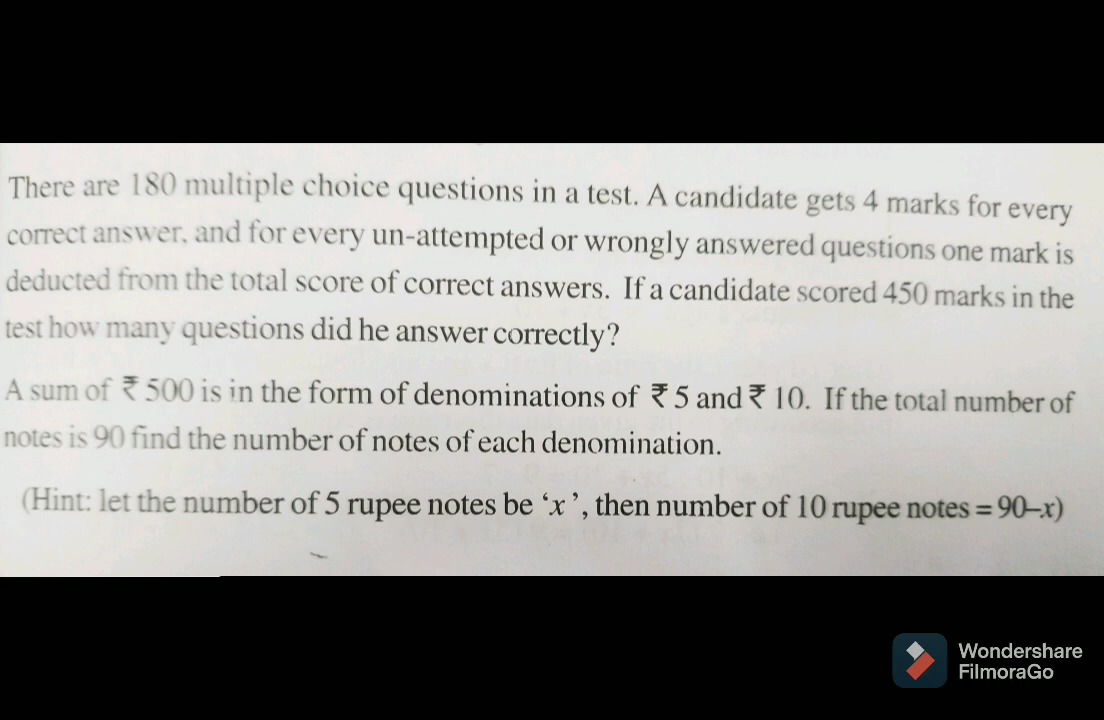 There are 180 multiple choice questions in a test. A candidate gets 4 marks for every
correct answer, and for every un-attempted or wrongly answered questions one mark is
deducted from the total score of correct answers. If a candidate scored 450 marks in the
test how many questions did he answer correctly?
A sum of ₹ 500 is in the form of denominations of ₹ 5 and ₹ 10. If the total number of
notes is 90 find the number of notes of each denomination.
(Hint: let the number of 5 rupee notes be ‘x’, then number of 10 rupee notes = 90–x)
Wondershare
FilmoraGo